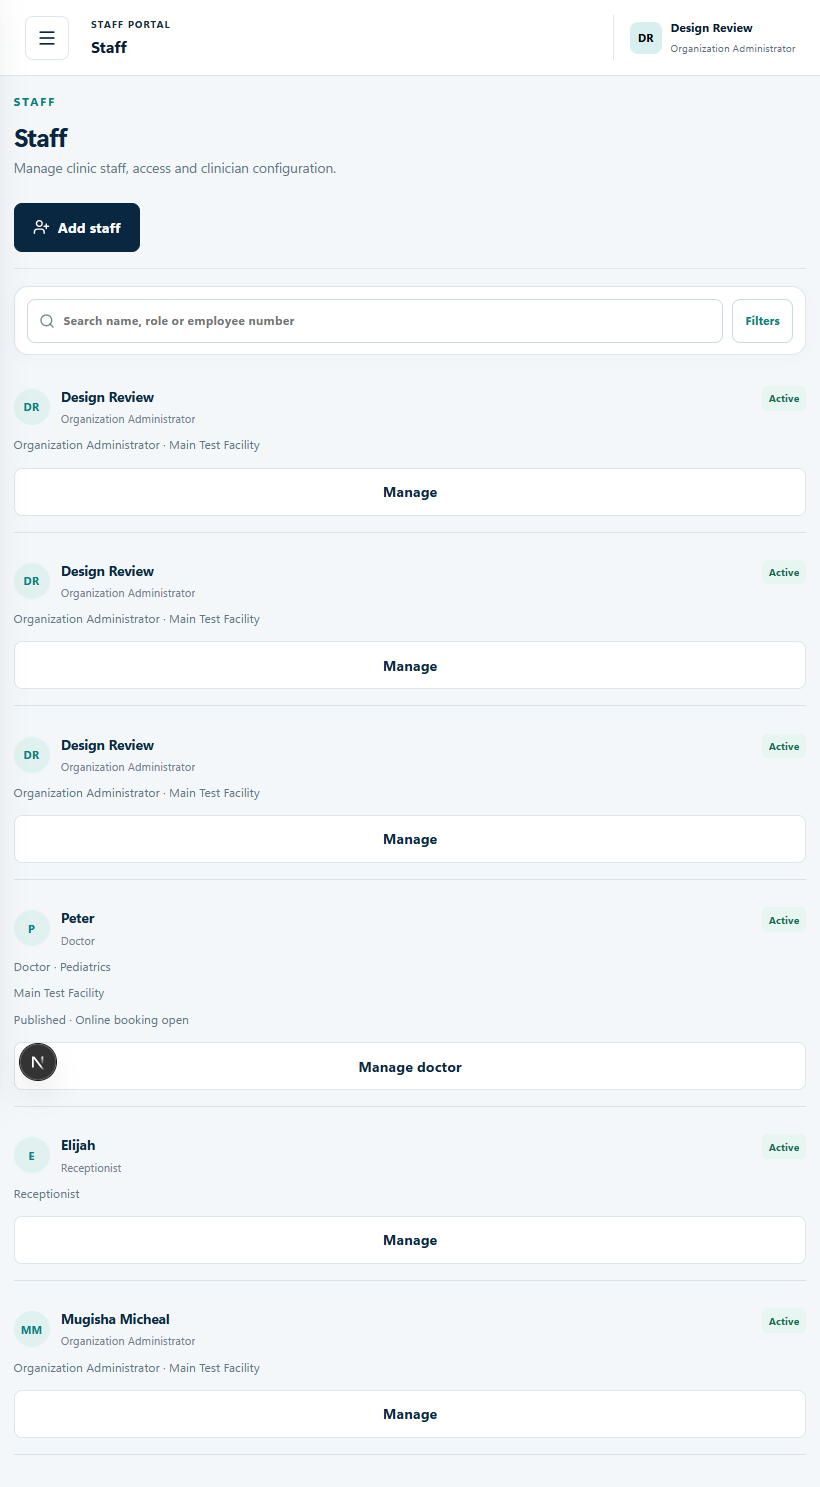 STAFF PORTAL
Staff
DR
Design Review
Organization Administrator
STAFF
Staff
Manage clinic staff, access and clinician configuration.
Add staff
Search name, role or employee number
Filters
DR
Design Review
Organization Administrator
Active
Organization Administrator · Main Test Facility
Manage
DR
Design Review
Organization Administrator
Active
Organization Administrator · Main Test Facility
Manage
DR
Design Review
Organization Administrator
Active
Organization Administrator · Main Test Facility
Manage
P
Peter
Doctor
Active
Doctor · Pediatrics
Main Test Facility
Published · Online booking open
N
Manage doctor
E
Elijah
Receptionist
Active
Receptionist
Manage
MM
Mugisha Micheal
Organization Administrator
Active
Organization Administrator · Main Test Facility
Manage